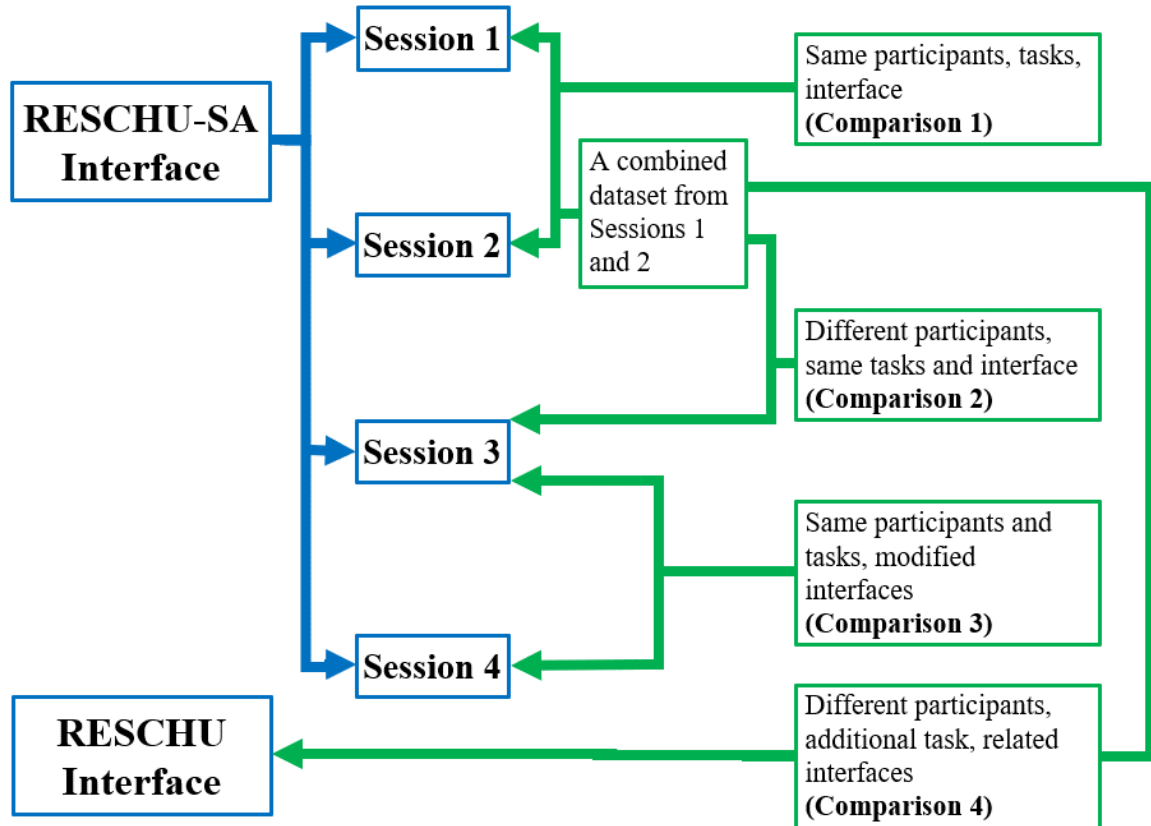 Session 1
Same participants, tasks,
interface
(Comparison 1)
RESCHU-SA
Interface
A combined
dataset from
Sessions 1
and 2
Session 2
Different participants,
same tasks and interface
(Comparison 2)
Session 3
Same participants and
tasks, modified
interfaces
(Comparison 3)
Session 4
RESCHU
Interface
Different participants,
additional task, related
interfaces
(Comparison 4)